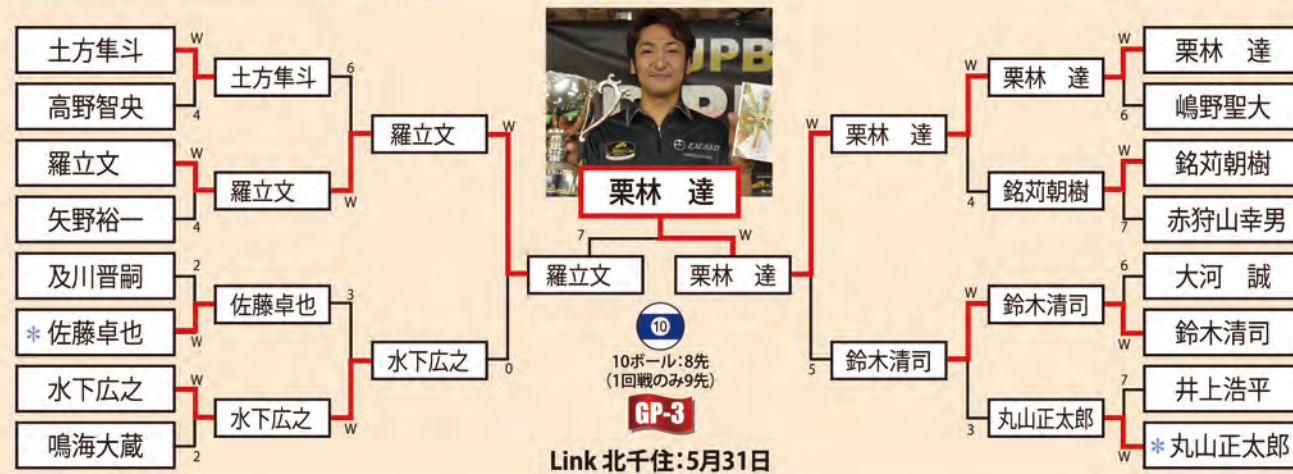 土方隼斗
W
高野智央
4
羅立文
W
矢野裕一
4
及川晋嗣
2
*佐藤卓也
W
水下広之
W
鳴海大蔵
2
土方隼斗
6
羅立文
W
佐藤卓也
3
水下広之
W
羅立文
W
水下広之
0
羅立文
7
JPB
栗林 達
W
栗林 達
10
10ボール:8先
(1回戦のみ9先)
GP-3
Link 北千住:5月31日
栗林 達
W
鈴木清司
5
栗林 達
W
銘苅朝樹
4
鈴木清司
W
丸山正太郎
3
栗林 達
W
嶋野聖大
6
銘苅朝樹
W
赤狩山幸男
7
大河 誠
6
鈴木清司
W
井上浩平
7
*丸山正太郎
W